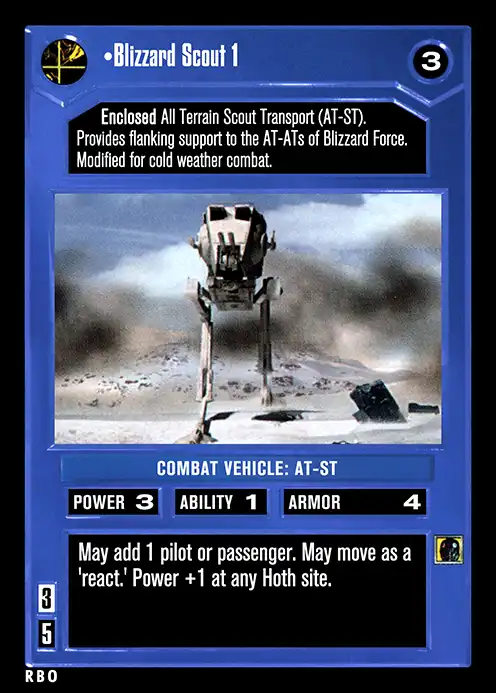 •Blizzard Scout 1
3
Enclosed All Terrain Scout Transport (AT-ST).
Provides flanking support to the AT-ATs of Blizzard Force.
Modified for cold weather combat.
COMBAT VEHICLE: AT-ST
POWER 3 ABILITY 1 ARMOR 4
May add 1 pilot or passenger. May move as a
'react.' Power +1 at any Hoth site.
3
5
RBO